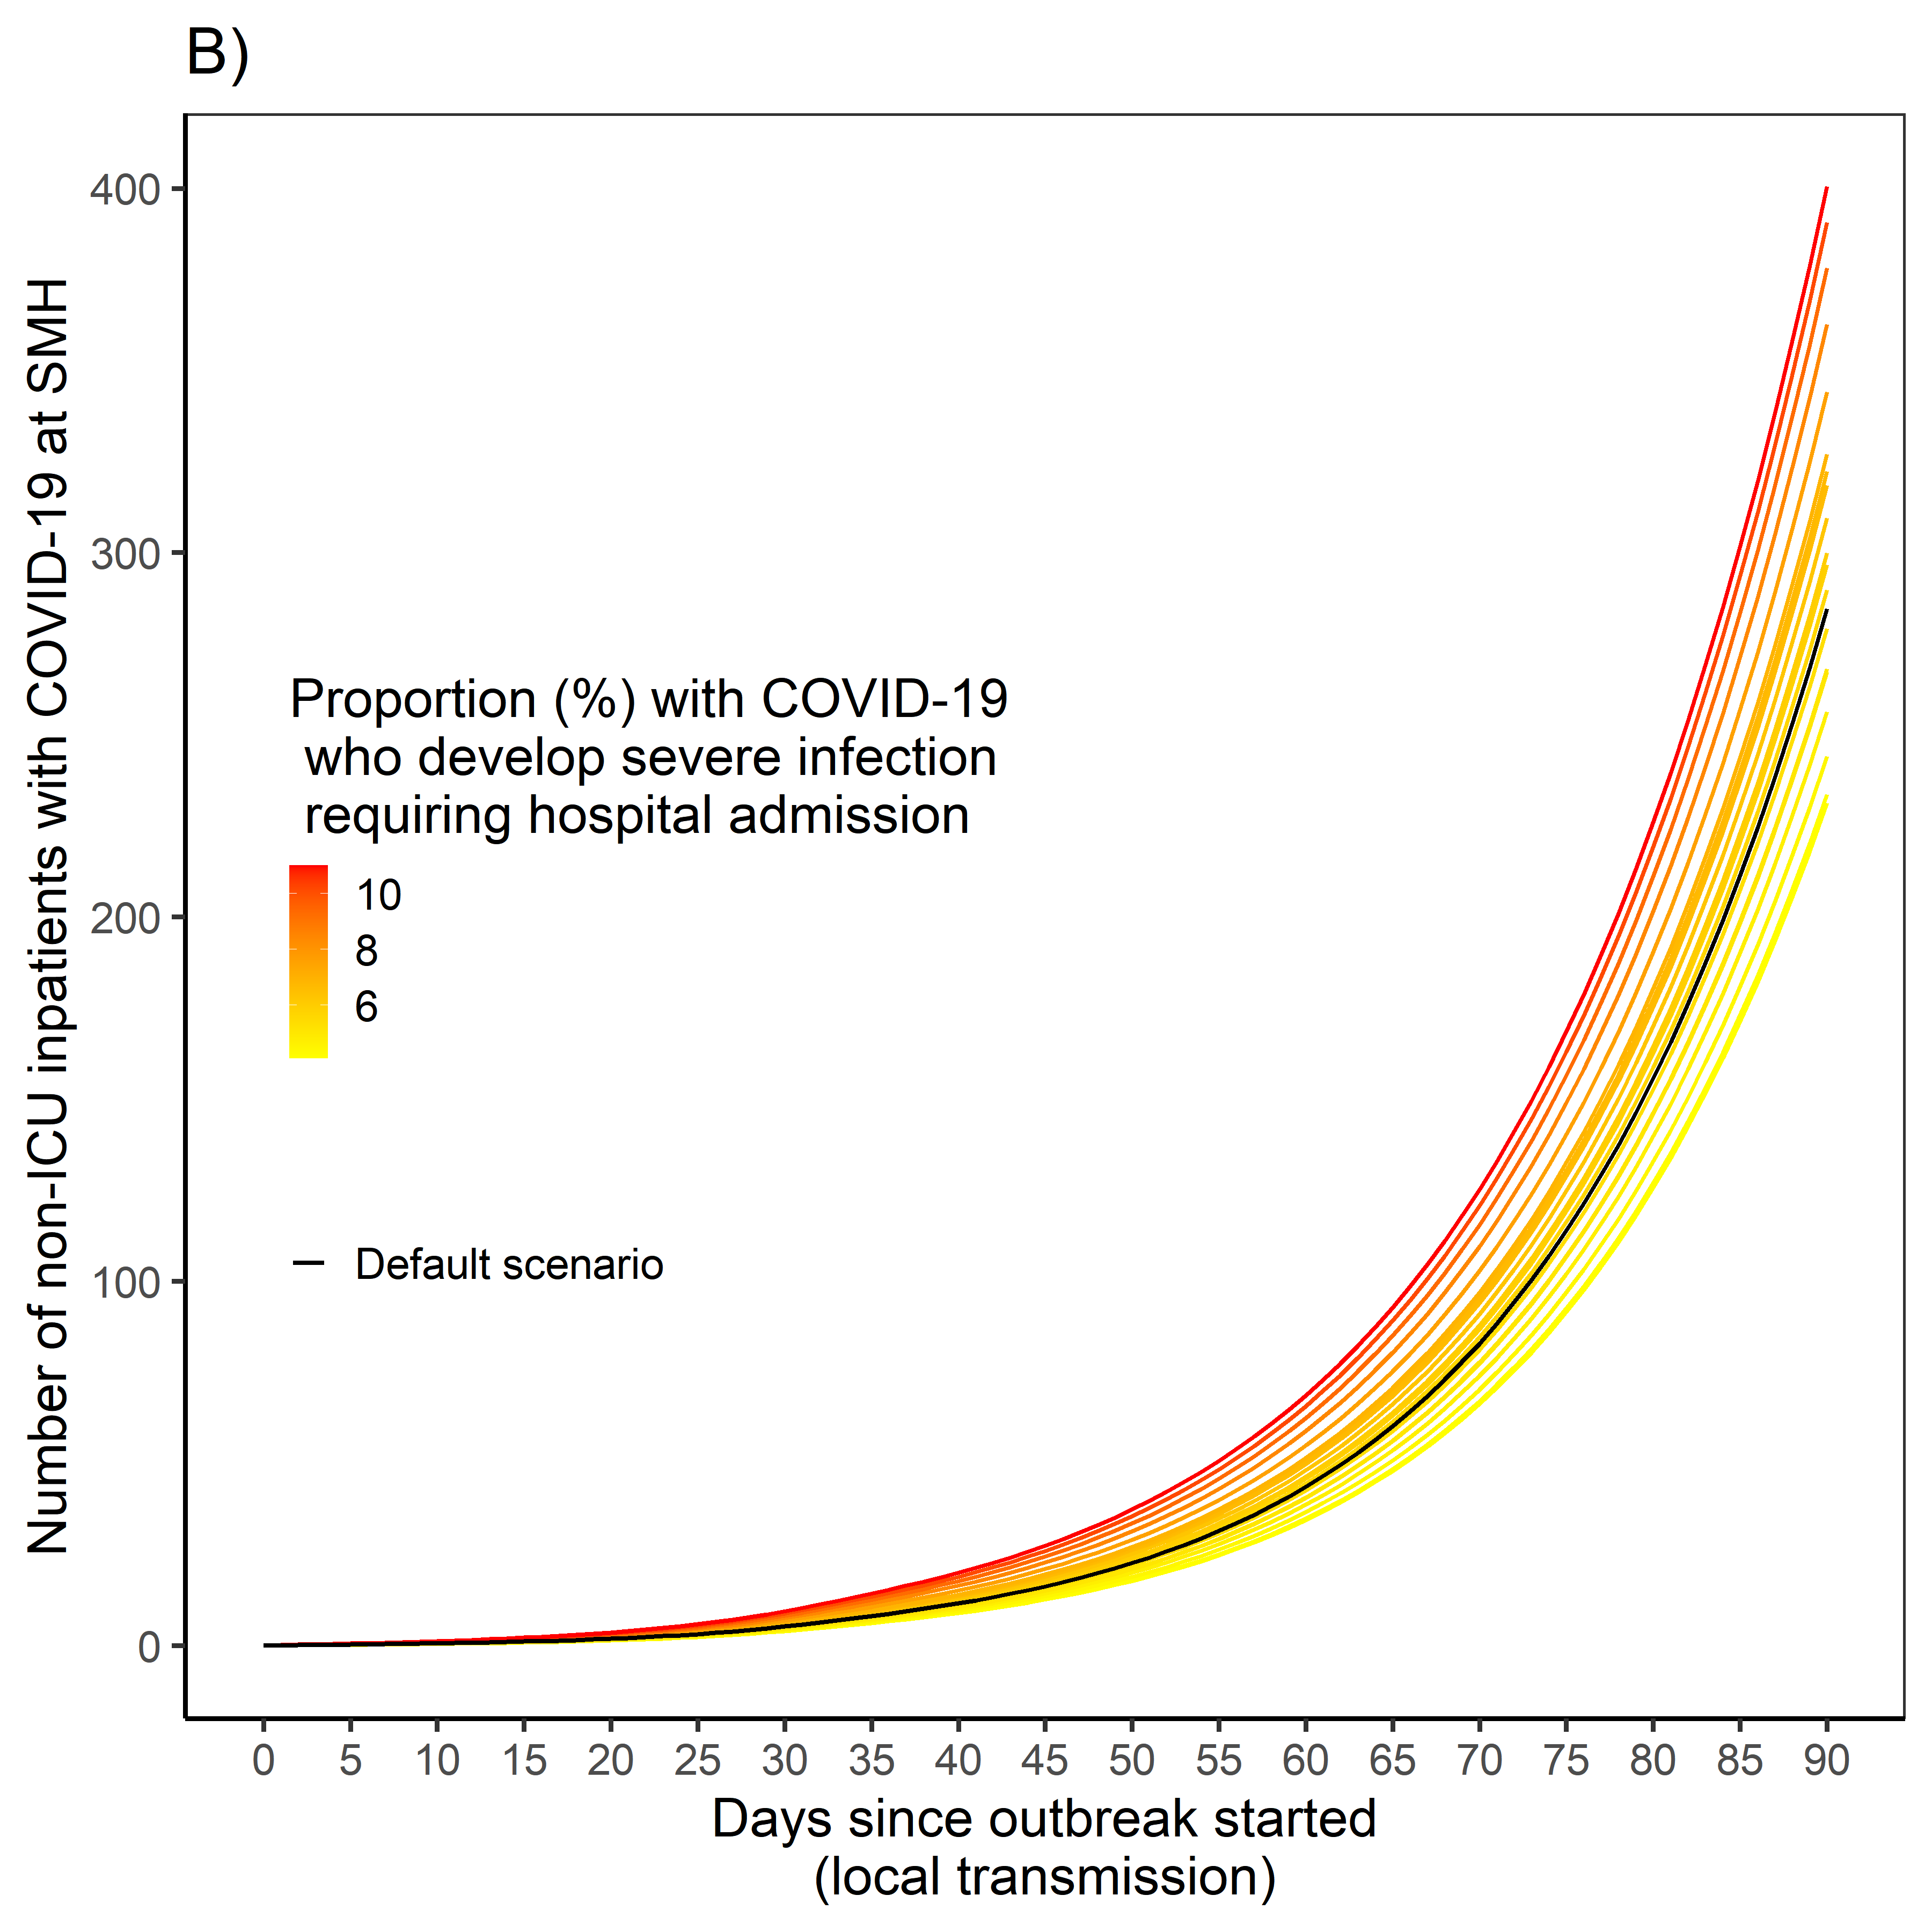 B)
Number of non-ICU inpatients with COVID-19 at SMH
400
300
200
100
0
Proportion (%) with COVID-19
who develop severe infection
requiring hospital admission
10
8
6
Default scenario
0 5 10 15 20 25 30 35 40 45 50 55 60 65 70 75 80 85 90
Days since outbreak started
(local transmission)